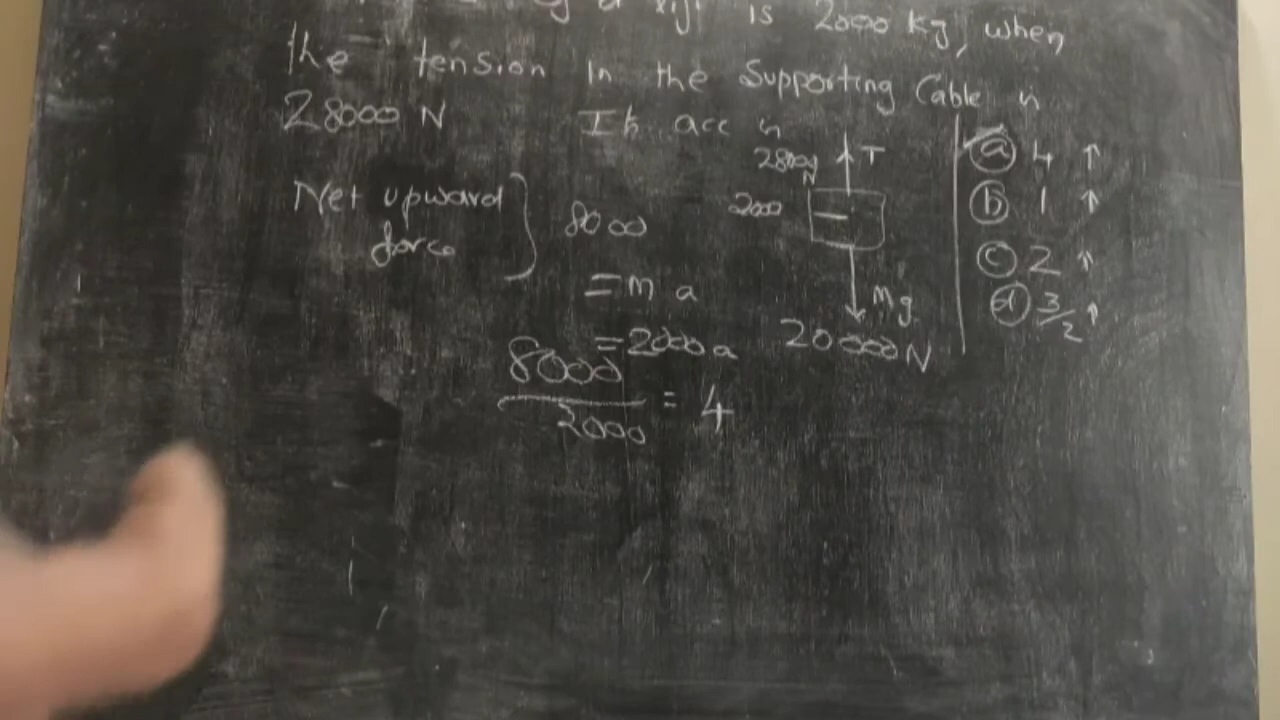 is 2000 kg, when
the tension in the Supporting Cable is
28000 N Its acc is
Net upward force } 8000
= m a
= 2000 a
8000
2000
= 4
28000 N
T
2000
Mg
20000 N
(a) 4 ↑
(b) 1 ↑
(c) 2 ↑
(d) 3/2 ↑